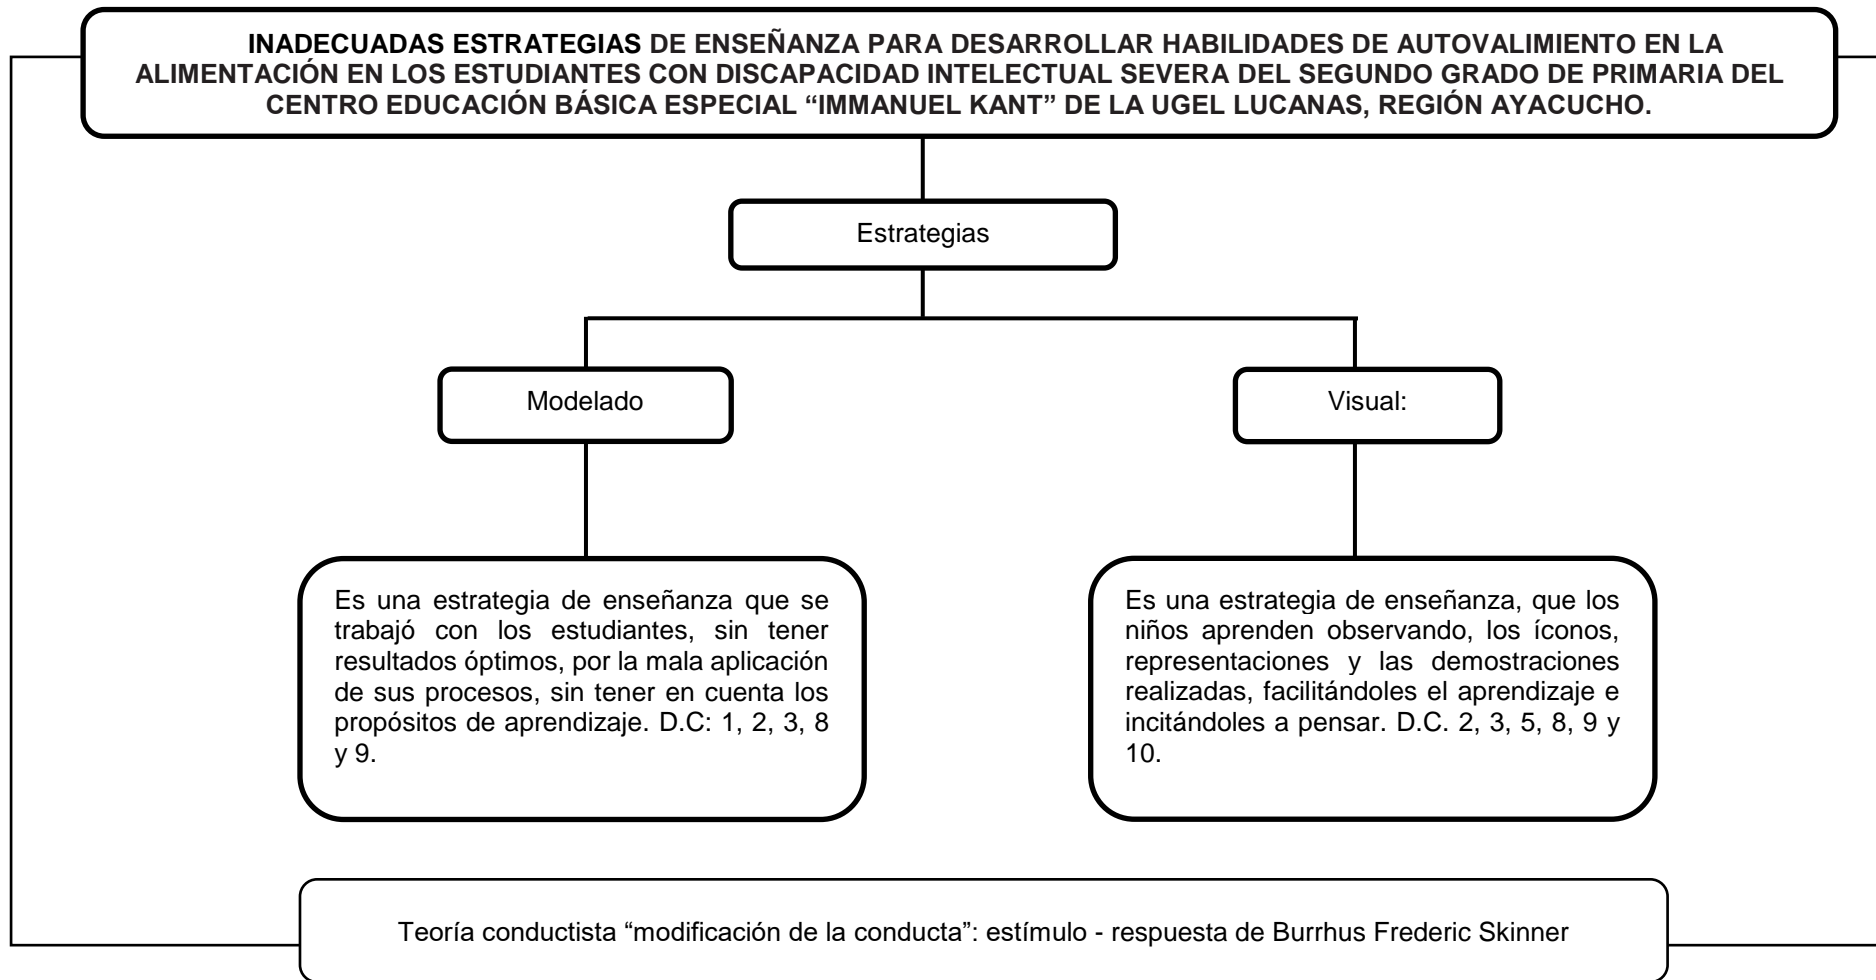 INADECUADAS ESTRATEGIAS DE ENSEÑANZA PARA DESARROLLAR HABILIDADES DE AUTOVALIMIENTO EN LA
ALIMENTACIÓN EN LOS ESTUDIANTES CON DISCAPACIDAD INTELECTUAL SEVERA DEL SEGUNDO GRADO DE PRIMARIA DEL
CENTRO EDUCACIÓN BÁSICA ESPECIAL “IMMANUEL KANT” DE LA UGEL LUCANAS, REGIÓN AYACUCHO.
Estrategias
Modelado
Visual:
Es una estrategia de enseñanza que se
trabajó con los estudiantes, sin tener
resultados óptimos, por la mala aplicación
de sus procesos, sin tener en cuenta los
propósitos de aprendizaje. D.C: 1, 2, 3, 8
y 9.
Es una estrategia de enseñanza, que los
niños aprenden observando, los íconos,
representaciones y las demostraciones
realizadas, facilitándoles el aprendizaje e
incitándoles a pensar. D.C. 2, 3, 5, 8, 9 y
10.
Teoría conductista “modificación de la conducta”: estímulo - respuesta de Burrhus Frederic Skinner